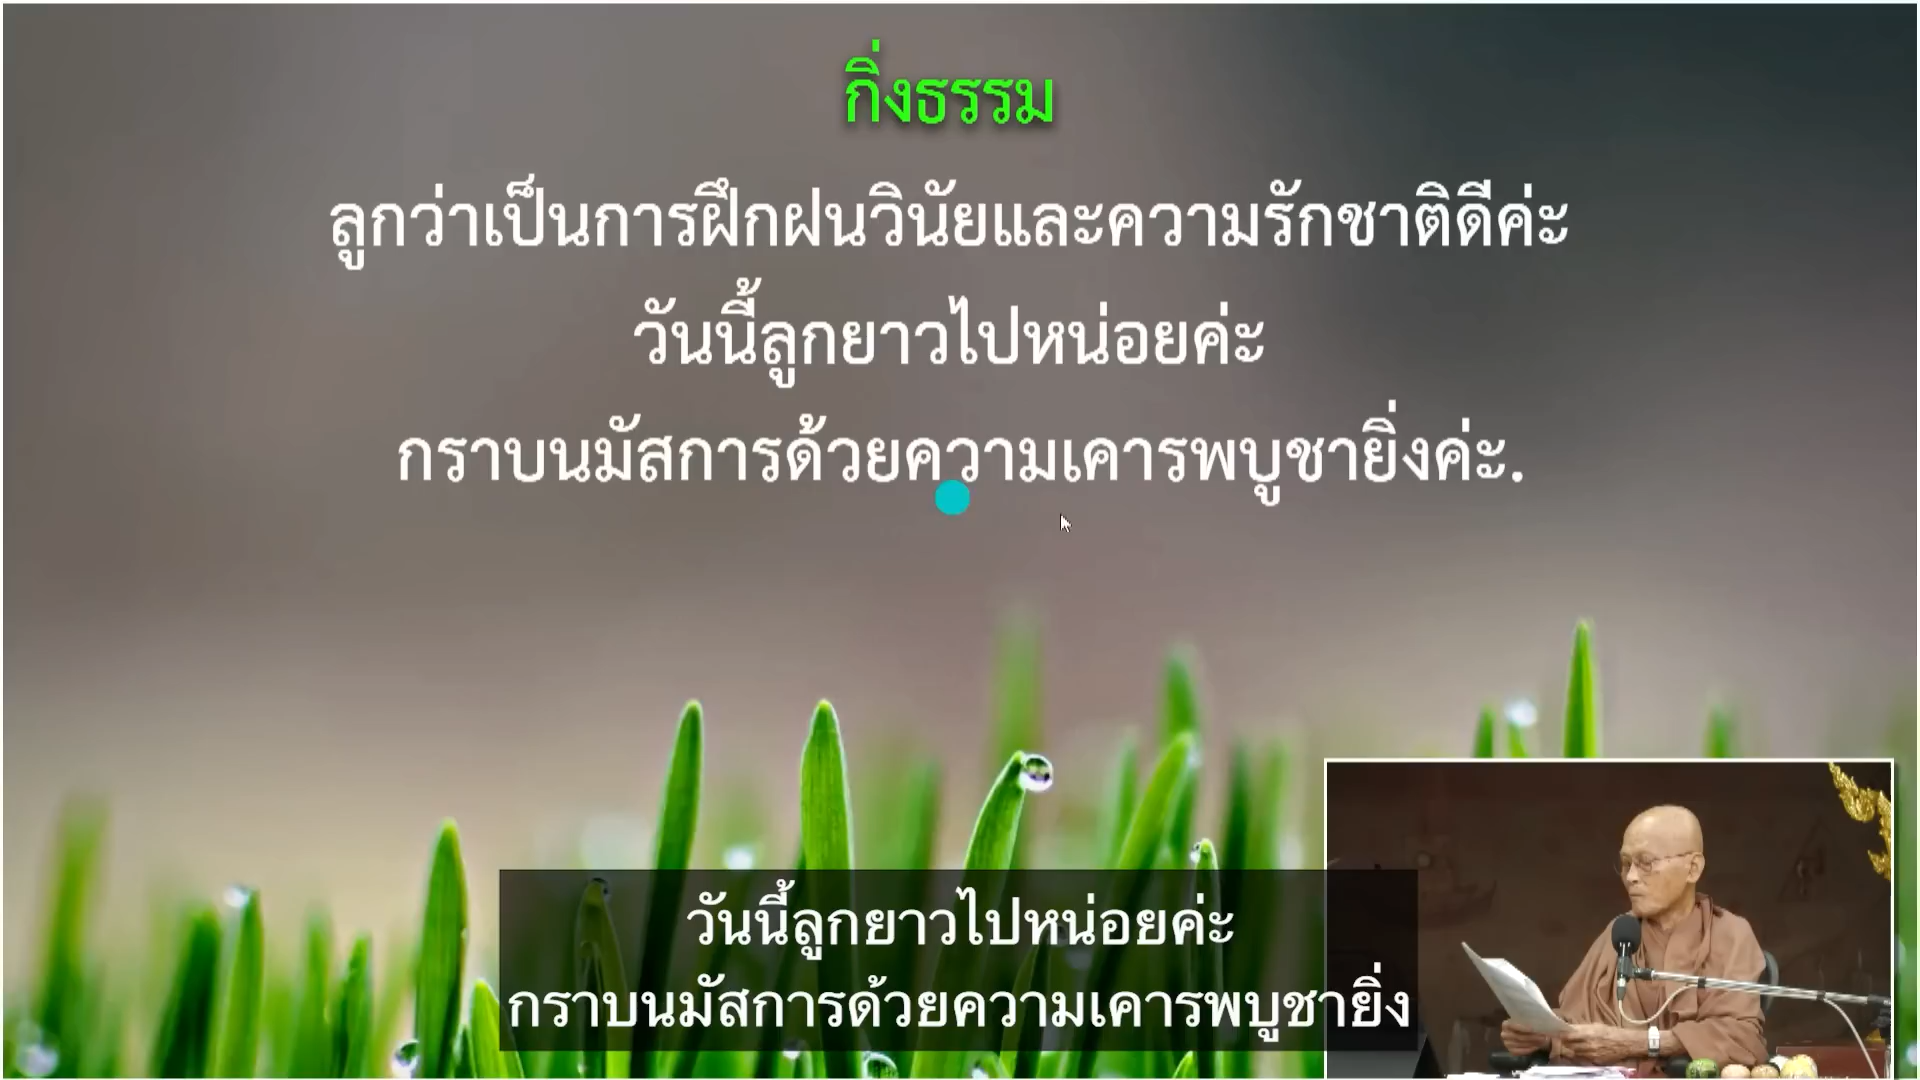 กิ่งธรรม
ลูกว่าเป็นการฝึกฝนวินัยและความรักชาติดีค่ะ
วันนี้ลูกยาวไปหน่อยค่ะ
กราบนมัสการด้วยความเคารพบูชายิ่งค่ะ.
วันนี้ลูกยาวไปหน่อยค่ะ
กราบนมัสการด้วยความเคารพบูชายิ่ง